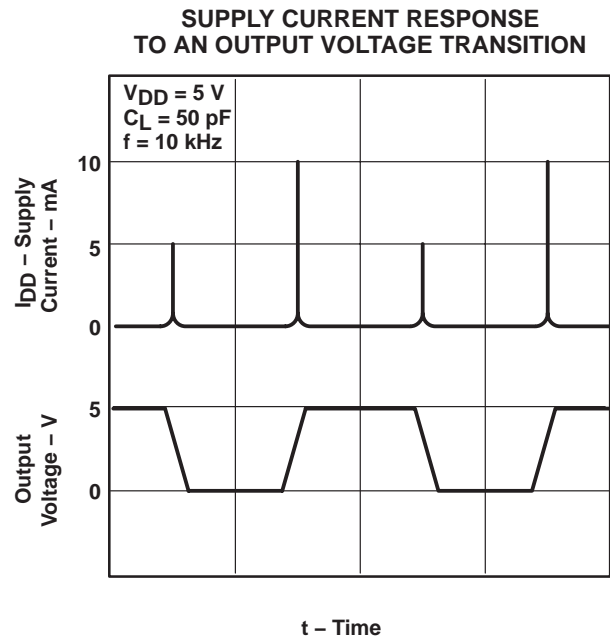 SUPPLY CURRENT RESPONSE
TO AN OUTPUT VOLTAGE TRANSITION
VDD = 5 V
CL = 50 pF
f = 10 kHz
IDD – Supply
Current – mA
10
5
0
Output
Voltage – V
5
0
t – Time